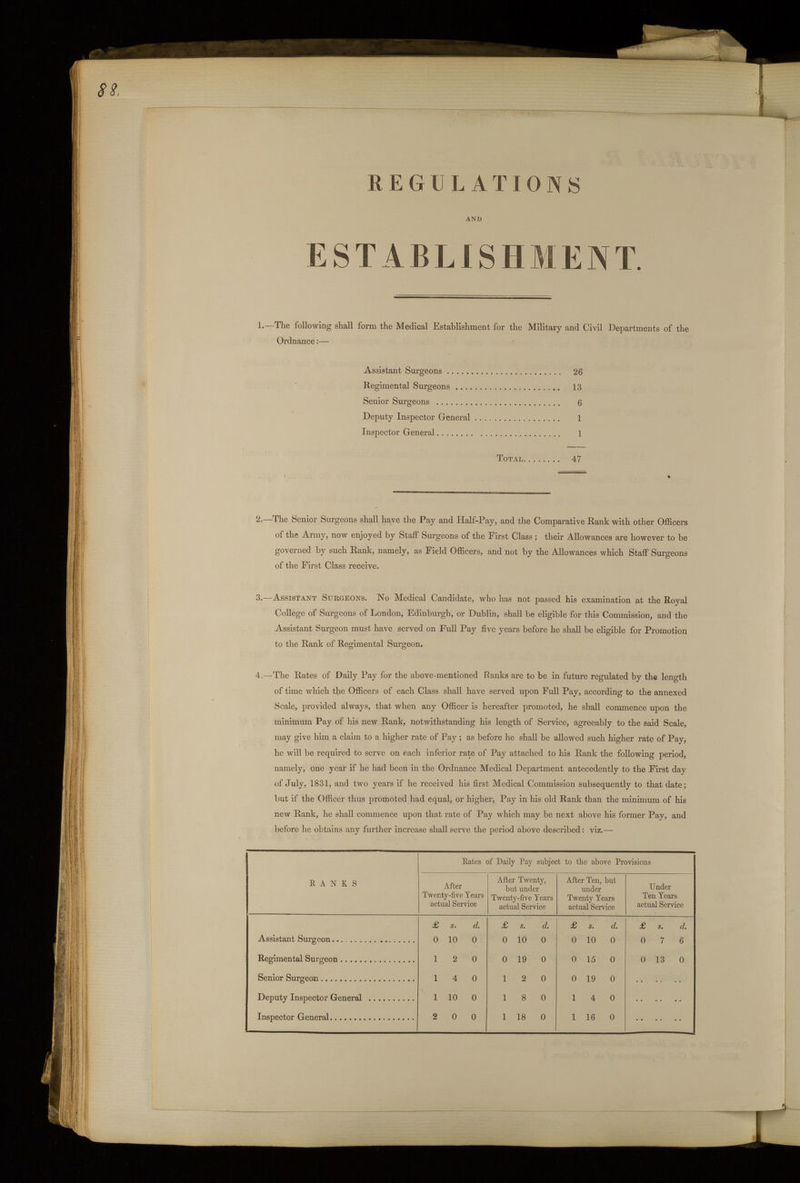 88.
REGULATIONS
AND
ESTABLISHMENT.
1.—The following shall form the Medical Establishment for the Military and Civil Departments of the
Ordnance:—
Assistant Surgeons ........................ 26
Regimental Surgeons ...................... 13
Senior Surgeons .......................... 6
Deputy Inspector General .................. 1
Inspector General.......................... 1
TOTAL........ 47
2.—The Senior Surgeons shall have the Pay and Half-Pay, and the Comparative Rank with other Officers
of the Army, now enjoyed by Staff Surgeons of the First Class; their Allowances are however to be
governed by such Rank, namely, as Field Officers, and not by the Allowances which Staff Surgeons
of the First Class receive.
3.—ASSISTANT SURGEONS. No Medical Candidate, who has not passed his examination at the Royal
College of Surgeons of London, Edinburgh, or Dublin, shall be eligible for this Commission, and the
Assistant Surgeon must have served on Full Pay five years before he shall be eligible for Promotion
to the Rank of Regimental Surgeon.
4.—The Rates of Daily Pay for the above-mentioned Ranks are to be in future regulated by the length
of time which the Officers of each Class shall have served upon Full Pay, according to the annexed
Scale, provided always, that when any Officer is hereafter promoted, he shall commence upon the
minimum Pay of his new Rank, notwithstanding his length of Service, agreeably to the said Scale,
may give him a claim to a higher rate of Pay; as before he shall be allowed such higher rate of Pay,
he will be required to serve on each inferior rate of Pay attached to his Rank the following period,
namely, one year if he had been in the Ordnance Medical Department antecedently to the First day
of July, 1831, and two years if he received his first Medical Commission subsequently to that date;
but if the Officer thus promoted had equal, or higher, Pay in his old Rank than the minimum of his
new Rank, he shall commence upon that rate of Pay which may be next above his former Pay, and
before he obtains any further increase shall serve the period above described: viz.—
Rates of Daily Pay subject to the above Provisions
RANKS | After Twenty-five Years actual Service | After Twenty, but under Twenty-five Years actual Service | After Ten, but under Twenty Years actual Service | Under Ten Years actual Service
£ s. d. | £ s. d. | £ s. d. | £ s. d.
Assistant Surgeon................. 0 10 0 | 0 10 0 | 0 10 0 | 0 7 6
Regimental Surgeon................ 1 2 0 | 0 19 0 | 0 15 0 | 0 13 0
Senior Surgeon.................... 1 4 0 | 1 2 0 | 0 19 0 | .. .. ..
Deputy Inspector General .......... 1 10 0 | 1 8 0 | 1 4 0 | .. .. ..
Inspector General.................. 2 0 0 | 1 18 0 | 1 16 0 | .. .. ..